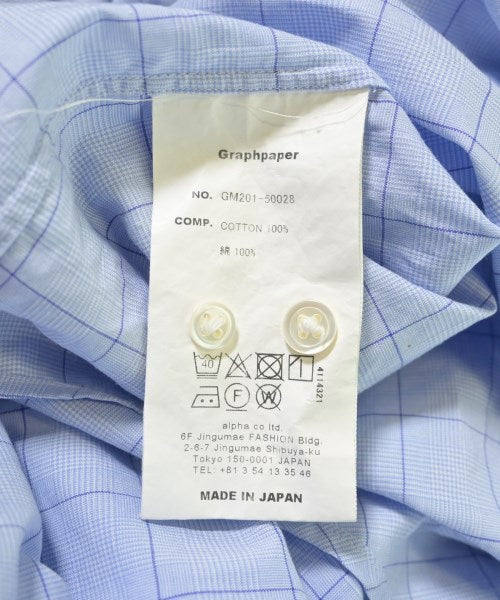 Graphpaper
NO. GM201-50028
COMP. COTTON 100%
綿 100%
40
F
W
4114321
alpha co ltd.
6F Jingumae FASHION Bldg.
2-6-7 Jingumae Shibuya-ku
Tokyo 150-0001 JAPAN
TEL: +81 3 54 13 35 46
MADE IN JAPAN